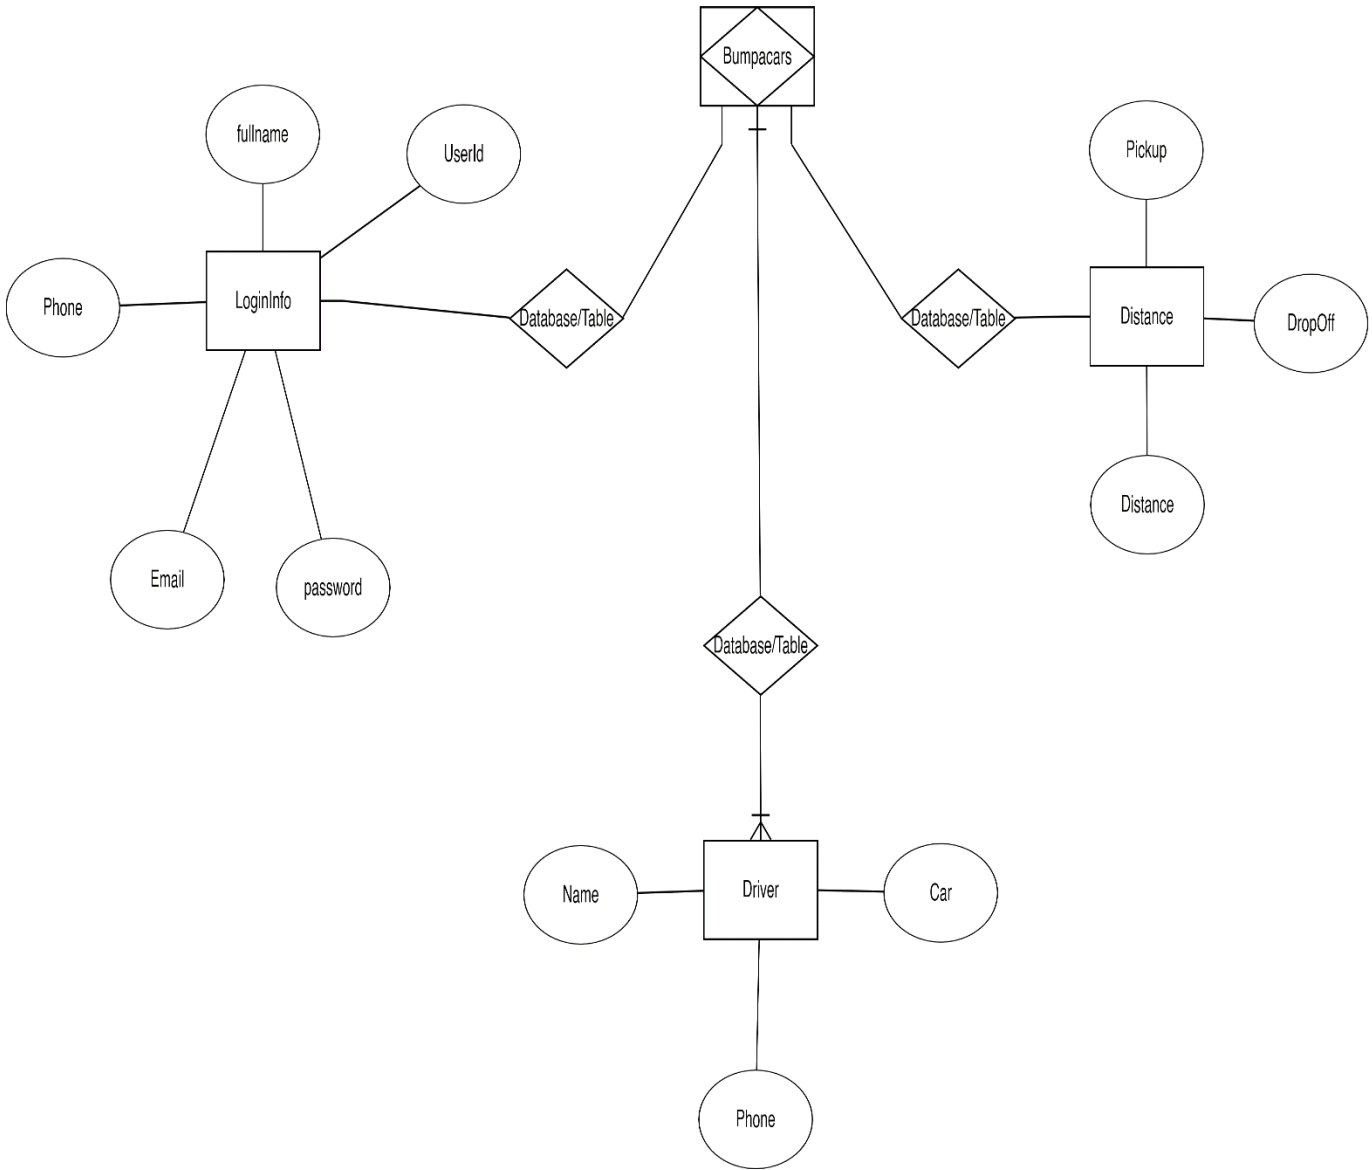 Bumpacars
fullname
UserId
Pickup
Phone
LoginInfo
Database/Table
Database/Table
Distance
DropOff
Distance
Email
password
Database/Table
Name
Driver
Car
Phone